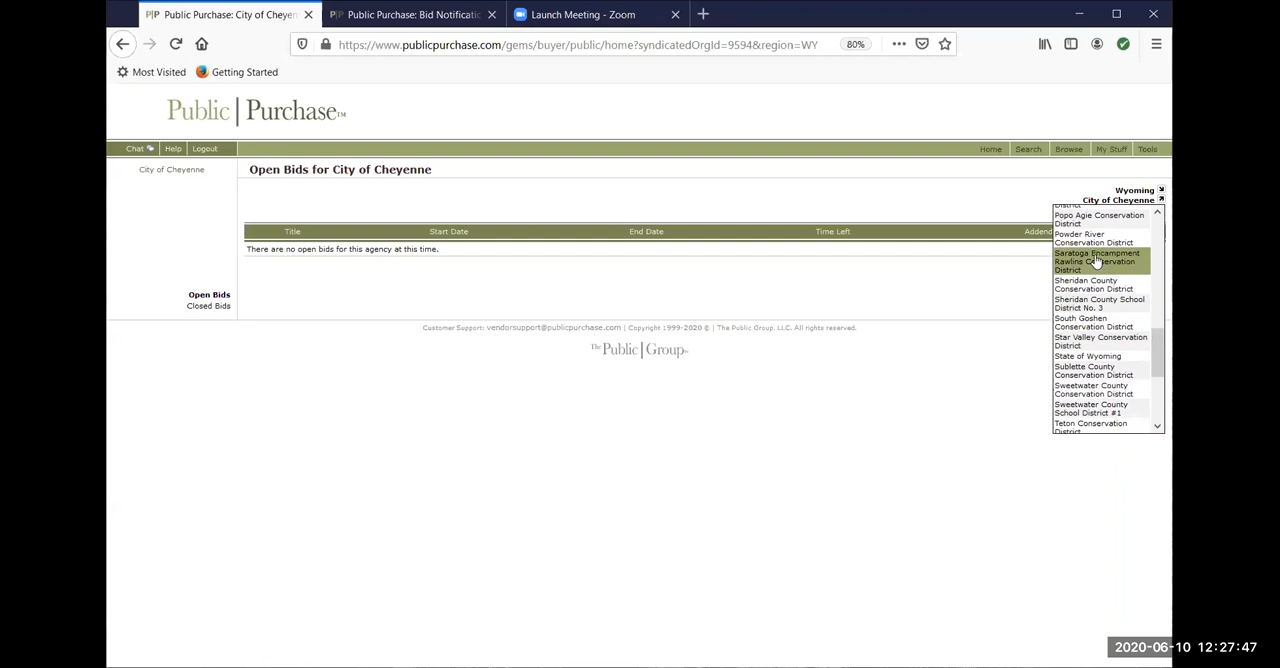 Public Purchase: City of Cheyen
Public Purchase: Bid Notificatio
Launch Meeting - Zoom
https://www.publicpurchase.com/gems/buyer/public/home?syndicatedOrgId=9594&region=WY
80%
Most Visited
Getting Started
Public|Purchase™
Chat
Help
Logout
Home
Search
Browse
My Stuff
Tools
City of Cheyenne
Open Bids for City of Cheyenne
Wyoming
City of Cheyenne
Title
Start Date
End Date
Time Left
Addend
There are no open bids for this agency at this time.
Open Bids
Closed Bids
District
Popo Agie Conservation
District
Powder River
Conservation District
Saratoga Encampment
Rawlins Conservation
District
Sheridan County
Conservation District
Sheridan County School
District No. 3
South Goshen
Conservation District
Star Valley Conservation
District
State of Wyoming
Sublette County
Conservation District
Sweetwater County
Conservation District
Sweetwater County
School District #1
Teton Conservation
District
Customer Support: vendorsupport@publicpurchase.com | Copyright 1999-2020 © | The Public Group, LLC. All rights reserved.
The Public|Group™
2020-06-10 12:27:47